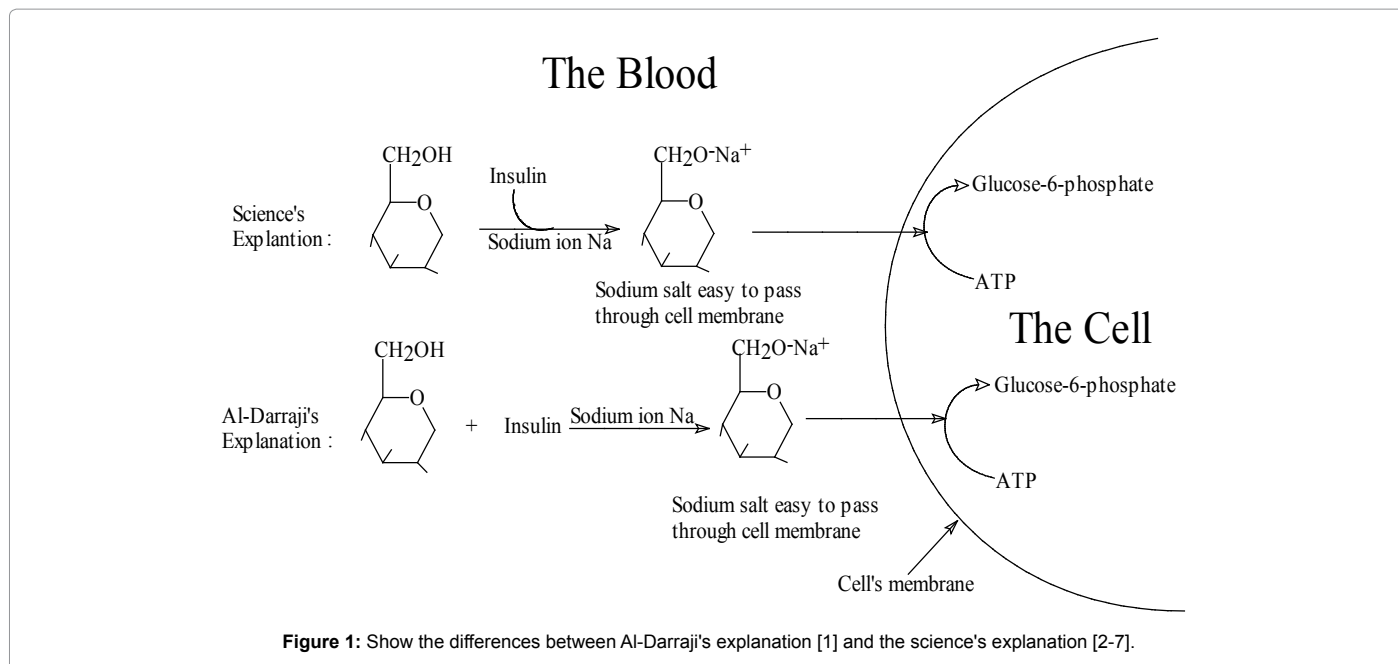 The Blood
CH2OH
O
Science's
Explantion :
Insulin
Sodium ion Na
CH2O-Na+
O
Sodium salt easy to pass
through cell membrane
Glucose-6-phosphate
ATP
The Cell
CH2OH
O
Al-Darraji's
Explanation :
+
Insulin
Sodium ion Na
CH2O-Na+
O
Sodium salt easy to pass
through cell membrane
Glucose-6-phosphate
ATP
Cell's membrane
Figure 1: Show the differences between Al-Darraji's explanation [1] and the science's explanation [2-7].